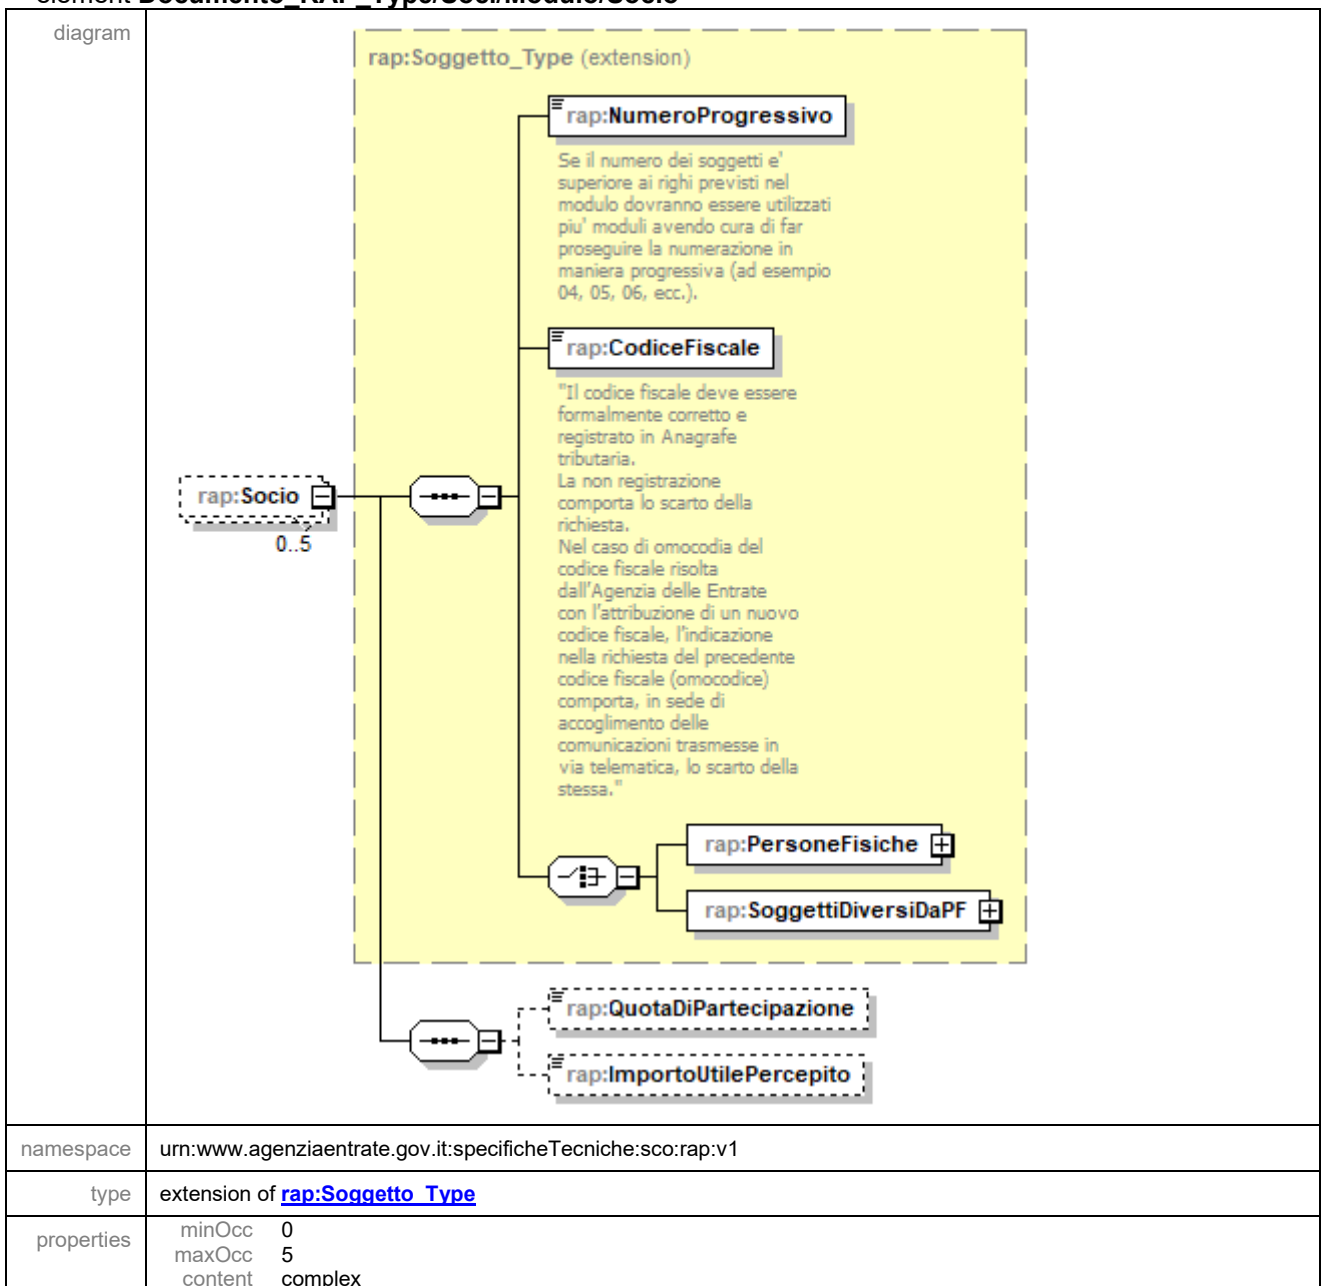 element Documento_RAP_Type/Soci/Modulo/Socio
diagram
rap:Soggetto_Type (extension)
rap:NumeroProgressivo
Se il numero dei soggetti e'
superiore ai righi previsti nel
modulo dovranno essere utilizzati
piu' moduli avendo cura di far
proseguire la numerazione in
maniera progressiva (ad esempio
04, 05, 06, ecc.).
rap:CodiceFiscale
"Il codice fiscale deve essere
formalmente corretto e
registrato in Anagrafe
tributaria.
La non registrazione
comporta lo scarto della
richiesta.
Nel caso di omocodia del
codice fiscale risolta
dall'Agenzia delle Entrate
con l'attribuzione di un nuovo
codice fiscale, l'indicazione
nella richiesta del precedente
codice fiscale (omocodice)
comporta, in sede di
accoglimento delle
comunicazioni trasmesse in
via telematica, lo scarto della
stessa."
rap:Socio
0..5
rap:PersoneFisiche
rap:SoggettiDiversiDaPF
rap:QuotaDiPartecipazione
rap:ImportoUtilePercepito
namespace urn:www.agenziaentrate.gov.it:specificheTecniche:sco:rap:v1
type extension of rap:Soggetto_Type
properties
minOcc 0
maxOcc 5
content complex